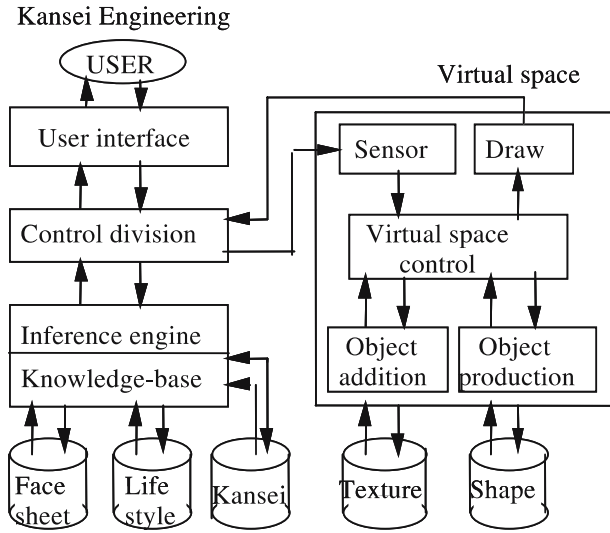 Kansei Engineering
USER
User interface
Control division
Inference engine
Knowledge-base
Face
sheet
Life
style
Kansei
Virtual space
Sensor
Draw
Virtual space
control
Object
addition
Object
production
Texture
Shape